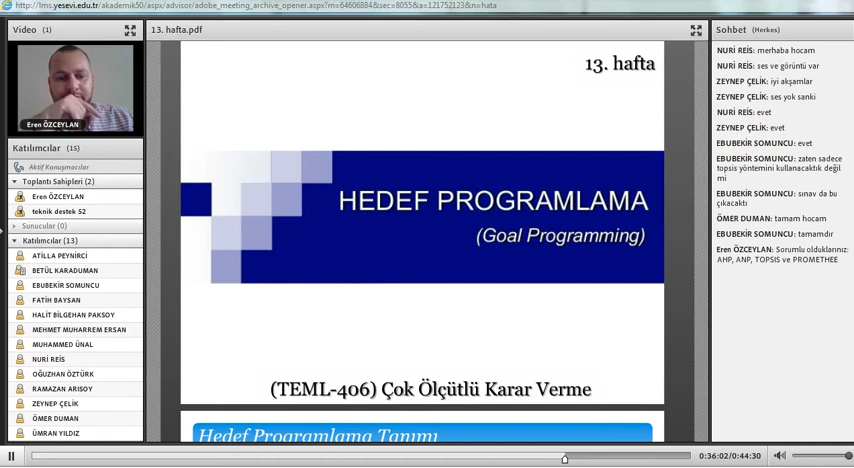 http://lms.yesevi.edu.tr/akademik50/aspx/advisor/adobe_meeting_archive_opener.aspx?m=64606884&sec=8055&a=121752123&n=hata
Video (1)
Eren ÖZCEYLAN
Katılımcılar (15)
Aktif Konuşmacılar
Toplantı Sahipleri (2)
Eren ÖZCEYLAN
teknik destek 52
Sunucular (0)
Katılımcılar (13)
ATİLLA PEYNİRCİ
BETÜL KARADUMAN
EBUBEKİR SOMUNCU
FATİH BAYSAN
HALİT BİLGEHAN PAKSOY
MEHMET MUHARREM ERSAN
MUHAMMED ÜNAL
NURİ REİS
OĞUZHAN ÖZTÜRK
RAMAZAN ARISOY
ZEYNEP ÇELİK
ÖMER DUMAN
ÜMRAN YILDIZ
13. hafta.pdf
13. hafta
HEDEF PROGRAMLAMA
(Goal Programming)
(TEML-406) Çok Ölçütlü Karar Verme
Hedef Programlama Tanımı
Sohbet (Herkes)
NURİ REİS: merhaba hocam
NURİ REİS: ses ve görüntü var
ZEYNEP ÇELİK: iyi akşamlar
ZEYNEP ÇELİK: ses yok sanki
NURİ REİS: evet
ZEYNEP ÇELİK: evet
EBUBEKİR SOMUNCU: evet
EBUBEKİR SOMUNCU: zaten sadece
topsis yöntemini kullanacaktık değil
mi
EBUBEKİR SOMUNCU: sınav da bu
çıkacaktı
ÖMER DUMAN: tamam hocam
EBUBEKİR SOMUNCU: tamamdır
Eren ÖZCEYLAN: Sorumlu olduklarınız:
AHP, ANP, TOPSIS ve PROMETHEE
0:36:02/0:44:30